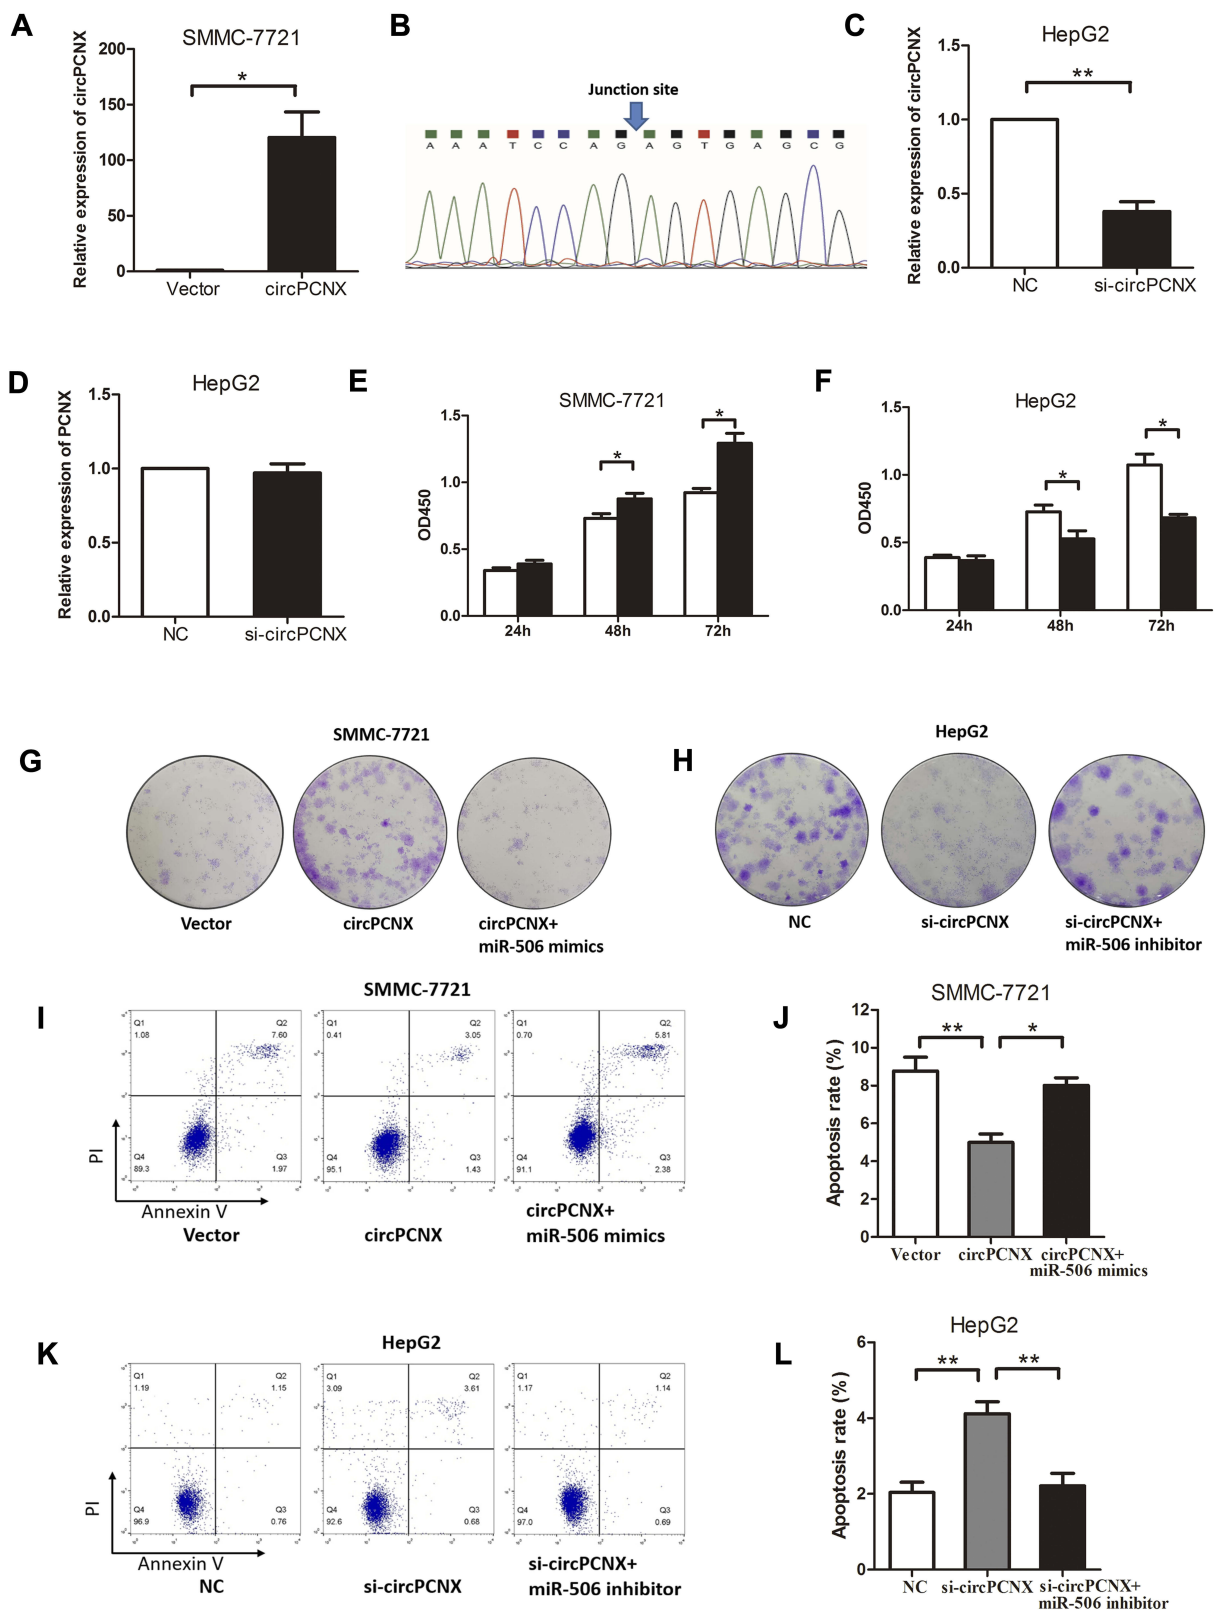 A
SMMC-7721
Relative expression of circPCNX
200
150
100
50
0
*
Vector
circPCNX
B
Junction site
A A A T C C A G A G T G A G C G
C
HepG2
Relative expression of circPCNX
1.5
1.0
0.5
0.0
**
NC
si-circPCNX
D
HepG2
Relative expression of PCNX
1.5
1.0
0.5
0.0
NC
si-circPCNX
E
SMMC-7721
OD450
1.5
1.0
0.5
0.0
*
*
24h
48h
72h
F
HepG2
OD450
1.5
1.0
0.5
0.0
*
*
24h
48h
72h
G
SMMC-7721
Vector
circPCNX
circPCNX+
miR-506 mimics
H
HepG2
NC
si-circPCNX
si-circPCNX+
miR-506 inhibitor
I
SMMC-7721
Q1
1.08
Q2
7.60
Q4
89.3
Q3
1.97
Q1
0.41
Q2
3.05
Q4
95.1
Q3
1.43
Q1
0.70
Q2
5.81
Q4
91.1
Q3
2.38
PI
Annexin V
Vector
circPCNX
circPCNX+
miR-506 mimics
J
SMMC-7721
Apoptosis rate (%)
12
10
8
6
4
2
0
**
*
Vector
circPCNX
circPCNX+
miR-506 mimics
K
HepG2
Q1
1.19
Q2
1.15
Q4
96.9
Q3
0.76
Q1
3.09
Q2
3.61
Q4
92.6
Q3
0.68
Q1
1.17
Q2
1.14
Q4
97.0
Q3
0.69
PI
Annexin V
NC
si-circPCNX
si-circPCNX+
miR-506 inhibitor
L
HepG2
Apoptosis rate (%)
6
4
2
0
**
**
NC
si-circPCNX
si-circPCNX+
miR-506 inhibitor